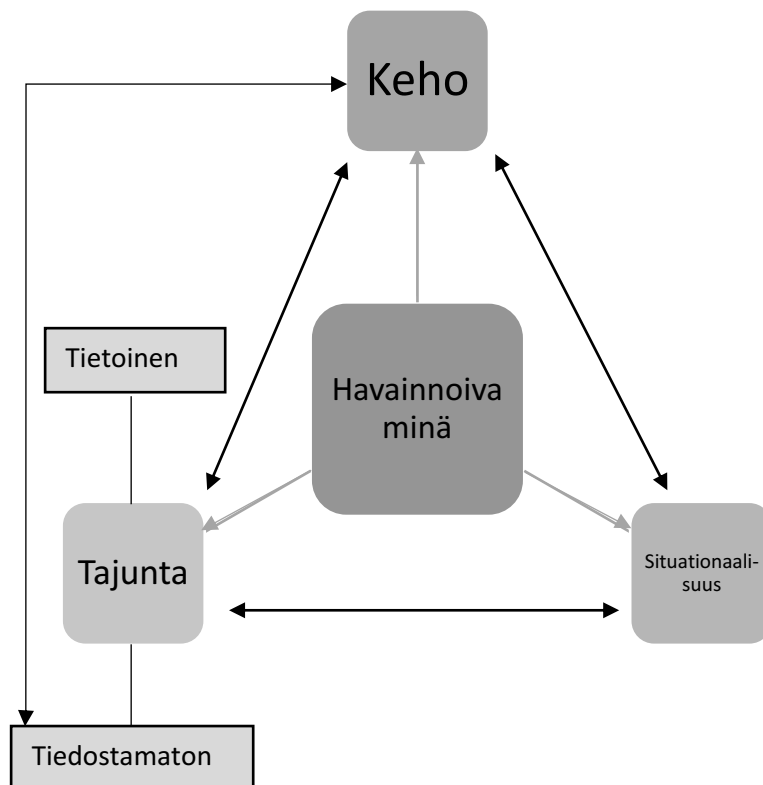 Keho
Tietoinen
Havainnoiva
minä
Tajunta
Situationaali-
suus
Tiedostamaton